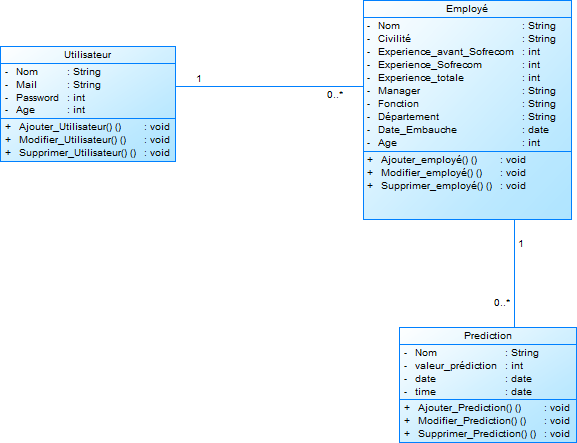 Utilisateur
- Nom : String
- Mail : String
- Password : int
- Age : int
+ Ajouter_Utilisateur() () : void
+ Modifier_Utilisateur() () : void
+ Supprimer_Utilisateur() () : void
1
0..*
Employé
- Nom : String
- Civilité : String
- Experience_avant_Sofrecom : int
- Experience_Sofrecom : int
- Experience_totale : int
- Manager : String
- Fonction : String
- Département : String
- Date_Embauche : date
- Age : int
+ Ajouter_employé() () : void
+ Modifier_employé() () : void
+ Supprimer_employé() () : void
1
0..*
Prediction
- Nom : String
- valeur_prédiction : int
- date : date
- time : date
+ Ajouter_Prediction() () : void
+ Modifier_Prediction() () : void
+ Supprimer_Prediction() () : void